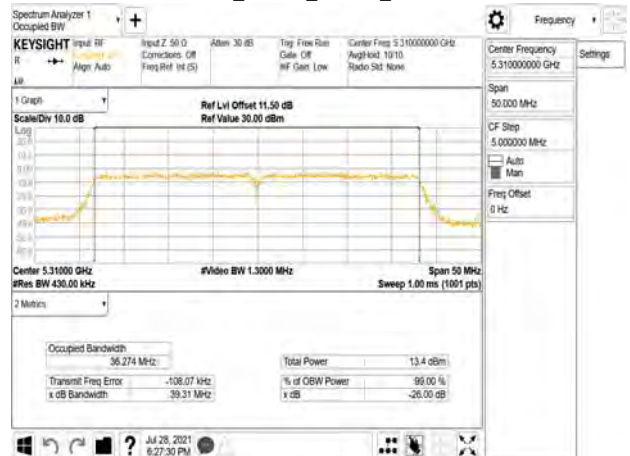 Spectrum Analyzer 1
Occupied BW
Frequency
KEYSIGHT
Input: RF
Align: Auto
Input Z: 50 Ω
Corrections: Off
Freq Ref: Int (S)
Atten: 30 dB
Trig: Free Run
Gate: Off
#IF Gain: Low
Center Freq: 5.310000000 GHz
Avg|Hold: 10/10
Radio Std: None
Center Frequency
5.310000000 GHz
Settings
Span
50.000 MHz
CF Step
5.000000 MHz
Auto
Man
Freq Offset
0 Hz
1 Graph
Scale/Div 10.0 dB
Ref Lvl Offset 11.50 dB
Ref Value 30.00 dBm
Log
Center 5.31000 GHz
#Res BW 430.00 kHz
#Video BW 1.3000 MHz
Span 50 MHz
Sweep 1.00 ms (1001 pts)
2 Metrics
Occupied Bandwidth
36.274 MHz
Total Power 13.4 dBm
Transmit Freq Error -108.07 kHz
% of OBW Power 99.00 %
x dB Bandwidth 39.31 MHz
x dB -26.00 dB
Jul 28, 2021
6:27:30 PM